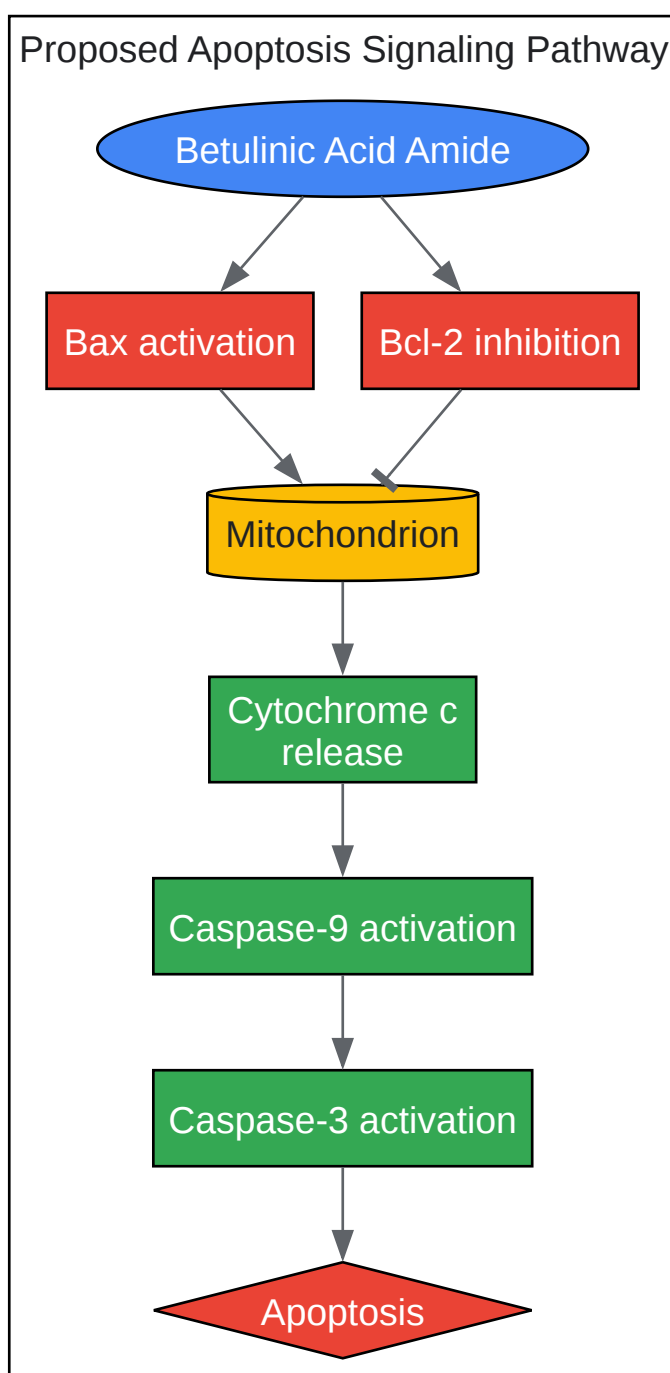 Proposed Apoptosis Signaling Pathway
Betulinic Acid Amide
Bax activation
Bcl-2 inhibition
Mitochondrion
Cytochrome c
release
Caspase-9 activation
Caspase-3 activation
Apoptosis